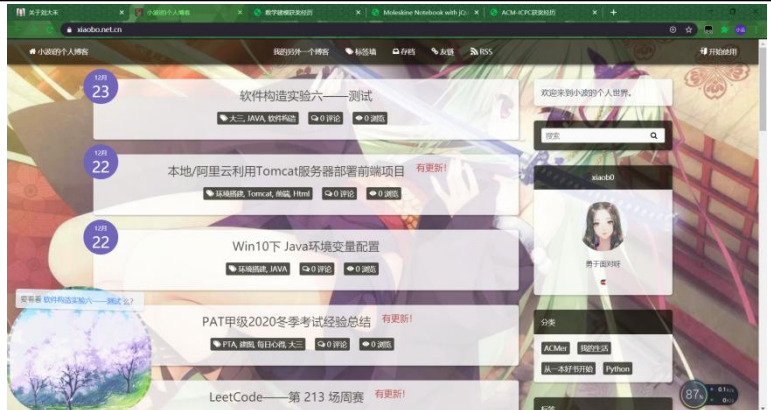 关于如大禾
小波的个人博客
数学建模获奖经历
Moleskine Notebook with jQ
ACM-ICPC获奖经历
xiaobo.net.cn
小波的个人博客
我的另外一个博客
标签墙
存档
友链
RSS
开始使用
12月
23
软件构造实验六——测试
大三, JAVA, 软件构造
0 评论
0 浏览
12月
22
本地/阿里云利用Tomcat服务器部署前端项目
有更新!
环境搭建, Tomcat, 前端, Html
0 评论
0 浏览
12月
22
Win10下 Java环境变量配置
环境搭建, JAVA
0 评论
0 浏览
PAT甲级2020冬季考试经验总结
有更新!
PTA, 建图, 每日心得, 大三
0 评论
0 浏览
LeetCode——第 213 场周赛
有更新!
要看看 软件构造实验六——测试 么?
欢迎来到小波的个人世界。
搜索
xiaob0
勇于面对呀
分类
ACMer
我的生活
从一本好书开始
Python
标签
87%